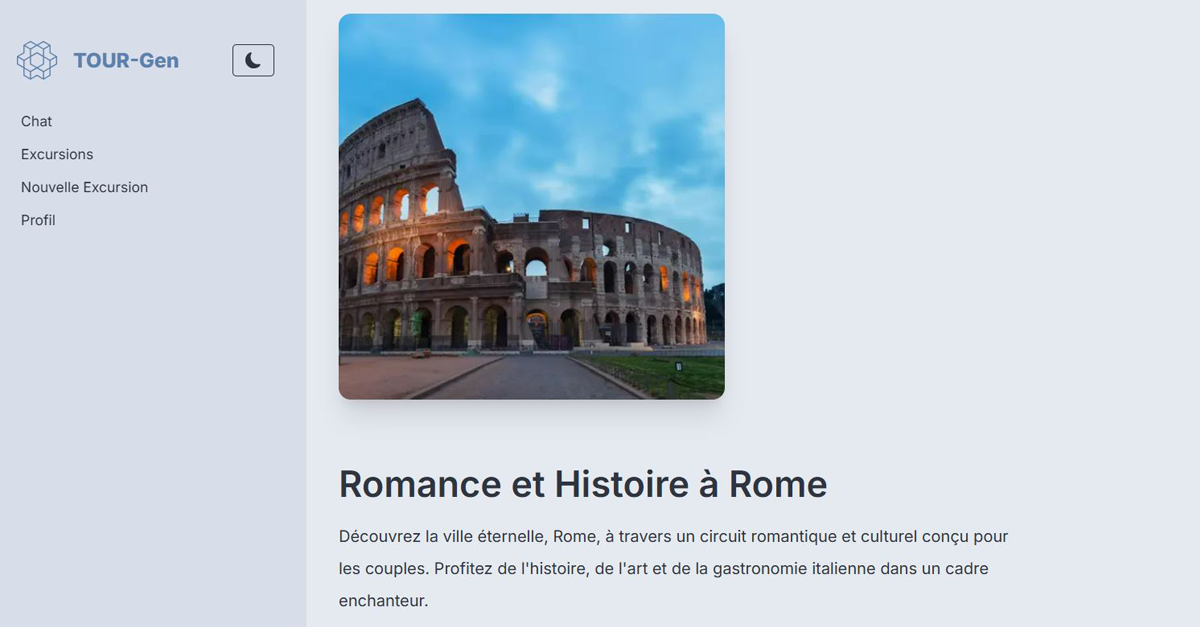 TOUR-Gen
Chat
Excursions
Nouvelle Excursion
Profil
Romance et Histoire à Rome
Découvrez la ville éternelle, Rome, à travers un circuit romantique et culturel conçu pour
les couples. Profitez de l'histoire, de l'art et de la gastronomie italienne dans un cadre
enchanteur.